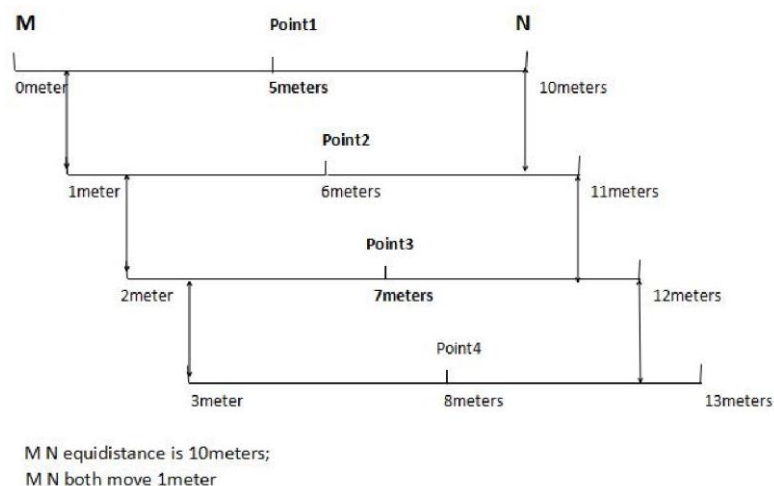 M Point1 N
0meter 5meters 10meters
Point2
1meter 6meters 11meters
Point3
2meter 7meters 12meters
Point4
3meter 8meters 13meters
M N equidistance is 10meters;
M N both move 1meter